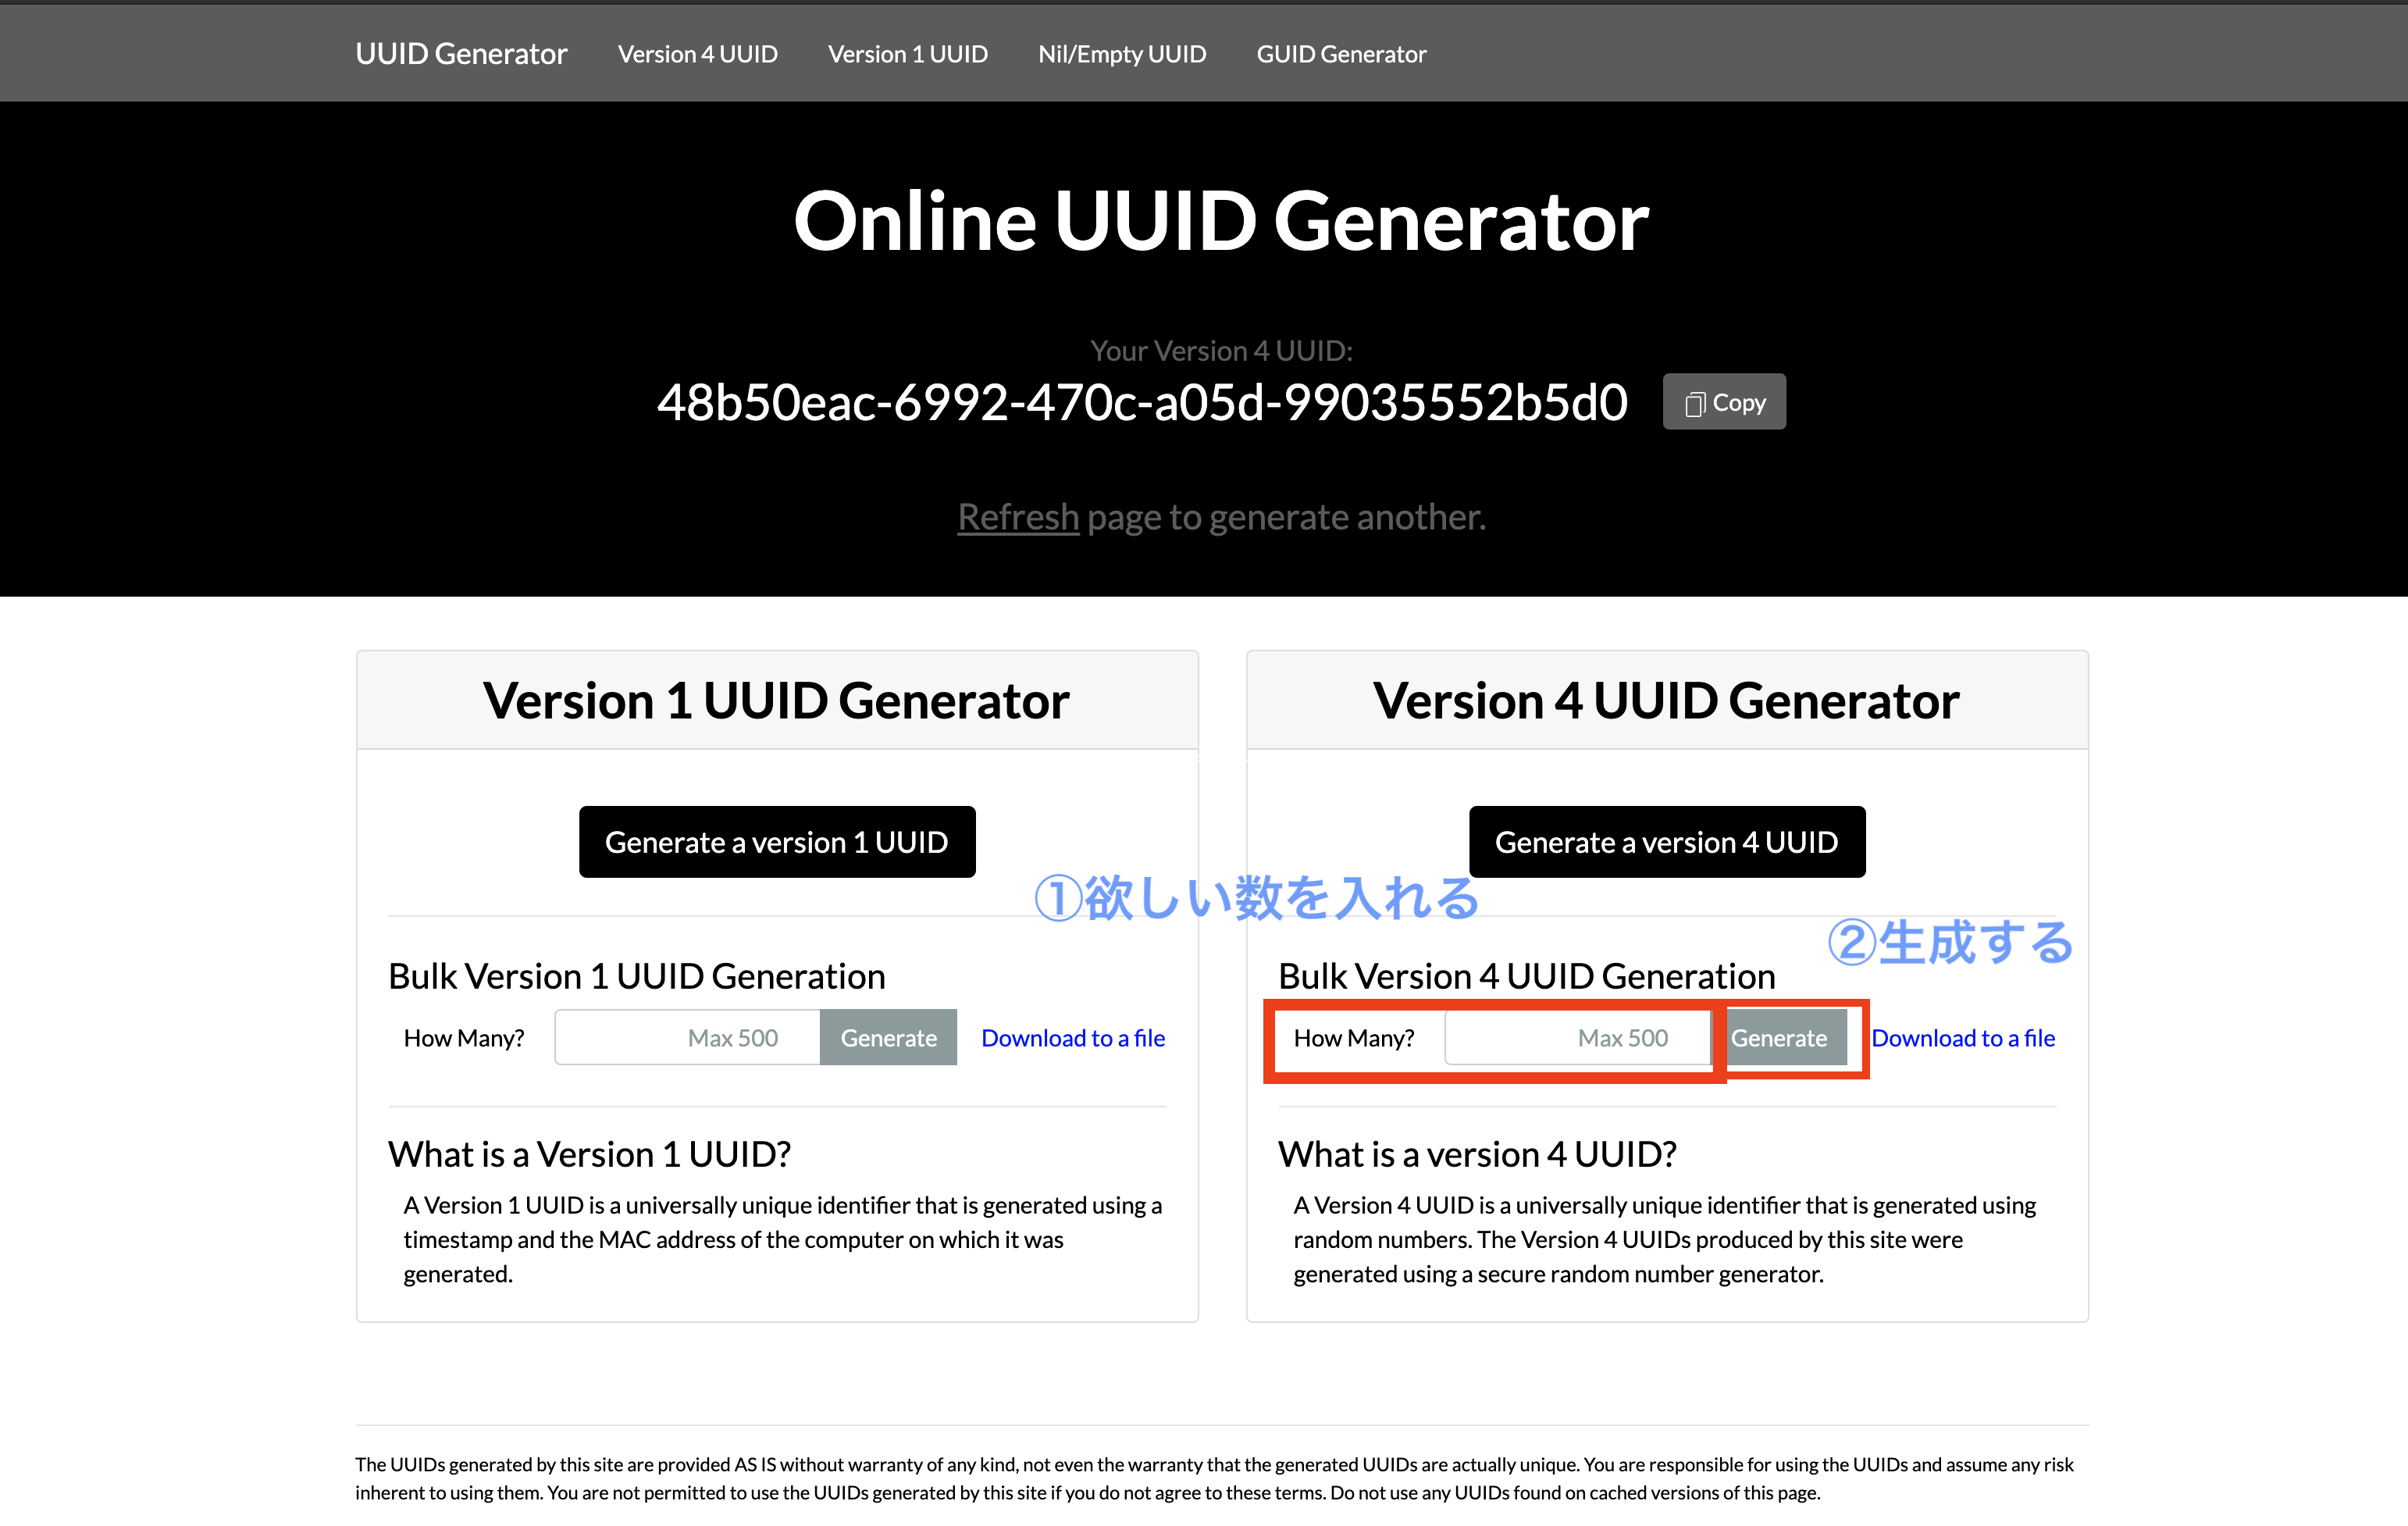 UUID Generator Version 4 UUID Version 1 UUID Nil/Empty UUID GUID Generator
Online UUID Generator
Your Version 4 UUID:
48b50eac-6992-470c-a05d-99035552b5d0 Copy
Refresh page to generate another.
Version 1 UUID Generator
Generate a version 1 UUID
Bulk Version 1 UUID Generation
How Many? Max 500 Generate Download to a file
What is a Version 1 UUID?
A Version 1 UUID is a universally unique identifier that is generated using a
timestamp and the MAC address of the computer on which it was
generated.
Version 4 UUID Generator
Generate a version 4 UUID
①欲しい数を入れる
②生成する
Bulk Version 4 UUID Generation
How Many? Max 500 Generate Download to a file
What is a version 4 UUID?
A Version 4 UUID is a universally unique identifier that is generated using
random numbers. The Version 4 UUIDs produced by this site were
generated using a secure random number generator.
The UUIDs generated by this site are provided AS IS without warranty of any kind, not even the warranty that the generated UUIDs are actually unique. You are responsible for using the UUIDs and assume any risk
inherent to using them. You are not permitted to use the UUIDs generated by this site if you do not agree to these terms. Do not use any UUIDs found on cached versions of this page.